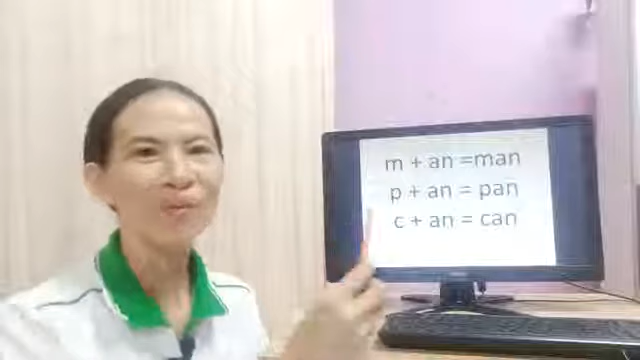 m + an =man
p + an = pan
c + an = can